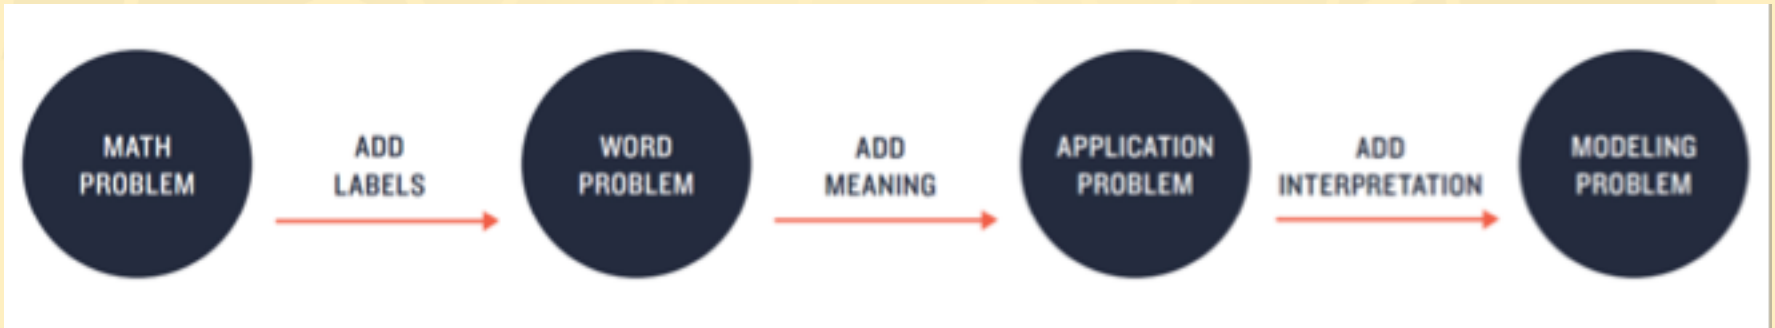 MATH
PROBLEM
ADD
LABELS
WORD
PROBLEM
ADD
MEANING
APPLICATION
PROBLEM
ADD
INTERPRETATION
MODELING
PROBLEM